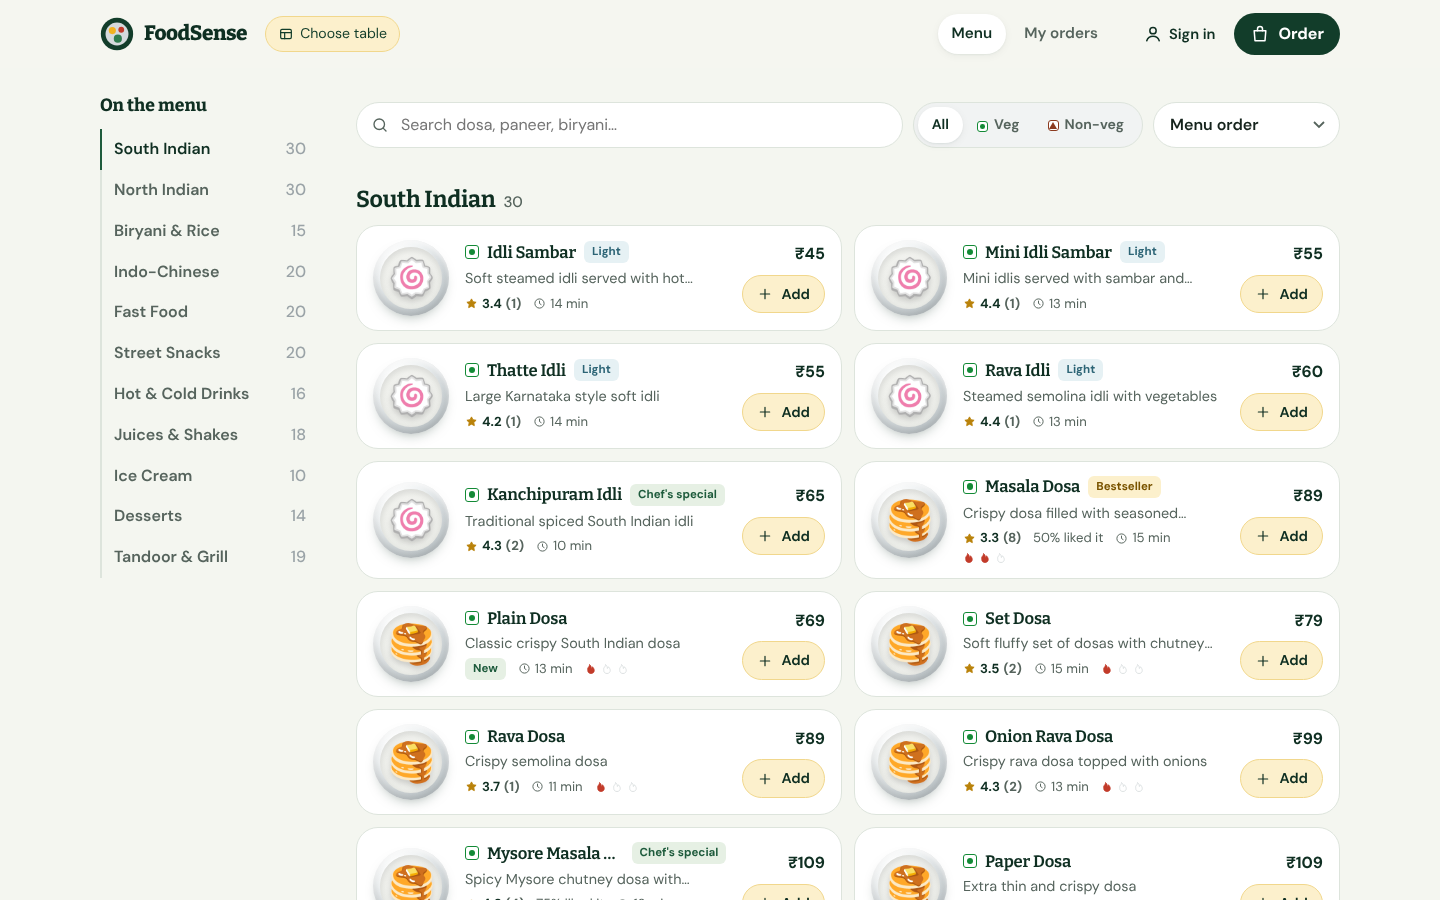 FoodSense
Choose table
Menu
My orders
Sign in
Order
On the menu
South Indian 30
North Indian 30
Biryani & Rice 15
Indo-Chinese 20
Fast Food 20
Street Snacks 20
Hot & Cold Drinks 16
Juices & Shakes 18
Ice Cream 10
Desserts 14
Tandoor & Grill 19
Search dosa, paneer, biryani...
All
Veg
Non-veg
Menu order
South Indian 30
Idli Sambar Light ₹45
Soft steamed idli served with hot...
3.4 (1) 14 min
Add
Mini Idli Sambar Light ₹55
Mini idlis served with sambar and...
4.4 (1) 13 min
Add
Thatte Idli Light ₹55
Large Karnataka style soft idli
4.2 (1) 14 min
Add
Rava Idli Light ₹60
Steamed semolina idli with vegetables
4.4 (1) 13 min
Add
Kanchipuram Idli Chef's special ₹65
Traditional spiced South Indian idli
4.3 (2) 10 min
Add
Masala Dosa Bestseller ₹89
Crispy dosa filled with seasoned...
3.3 (8) 50% liked it 15 min
Add
Plain Dosa ₹69
Classic crispy South Indian dosa
New 13 min
Add
Set Dosa ₹79
Soft fluffy set of dosas with chutney...
3.5 (2) 15 min
Add
Rava Dosa ₹89
Crispy semolina dosa
3.7 (1) 11 min
Add
Onion Rava Dosa ₹99
Crispy rava dosa topped with onions
4.3 (2) 13 min
Add
Mysore Masala ... Chef's special ₹109
Spicy Mysore chutney dosa with...
Paper Dosa ₹109
Extra thin and crispy dosa